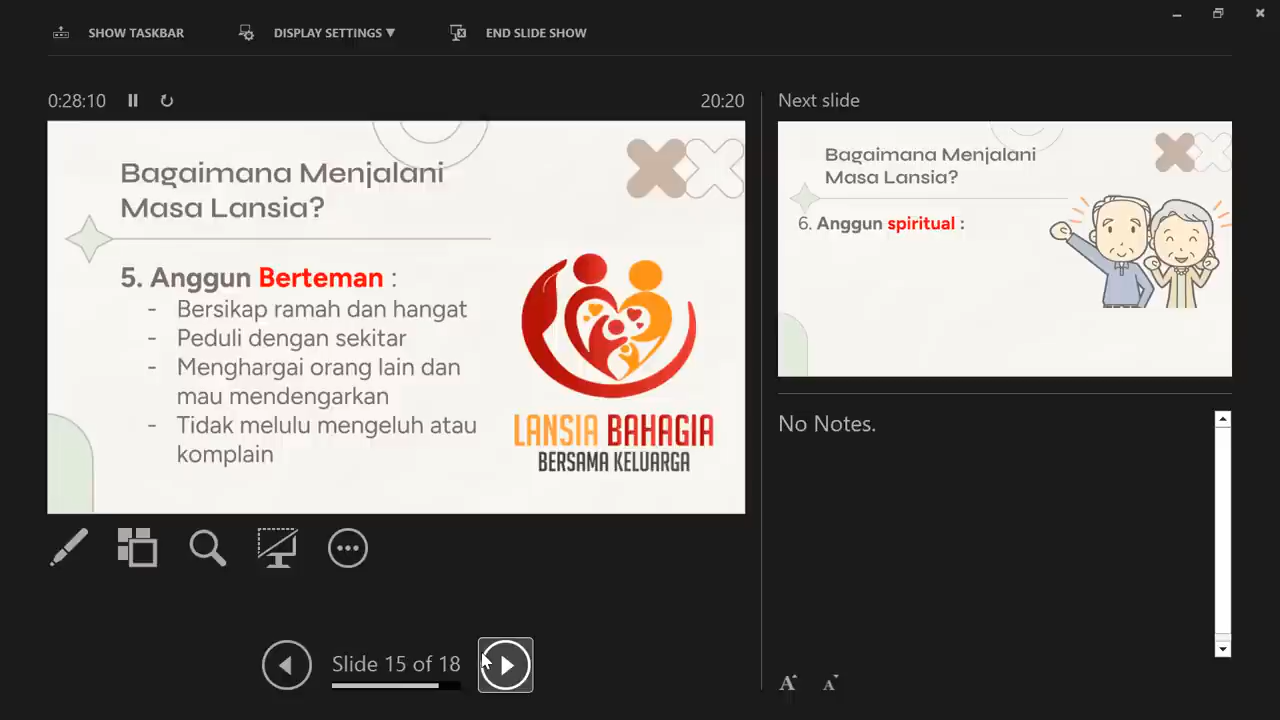 SHOW TASKBAR
DISPLAY SETTINGS ▼
END SLIDE SHOW
0:28:10
20:20
Bagaimana Menjalani
Masa Lansia?
5. Anggun Berteman :
- Bersikap ramah dan hangat
- Peduli dengan sekitar
- Menghargai orang lain dan
mau mendengarkan
- Tidak melulu mengeluh atau
komplain
LANSIA BAHAGIA
BERSAMA KELUARGA
Slide 15 of 18
Next slide
Bagaimana Menjalani
Masa Lansia?
6. Anggun spiritual :
No Notes.
A A